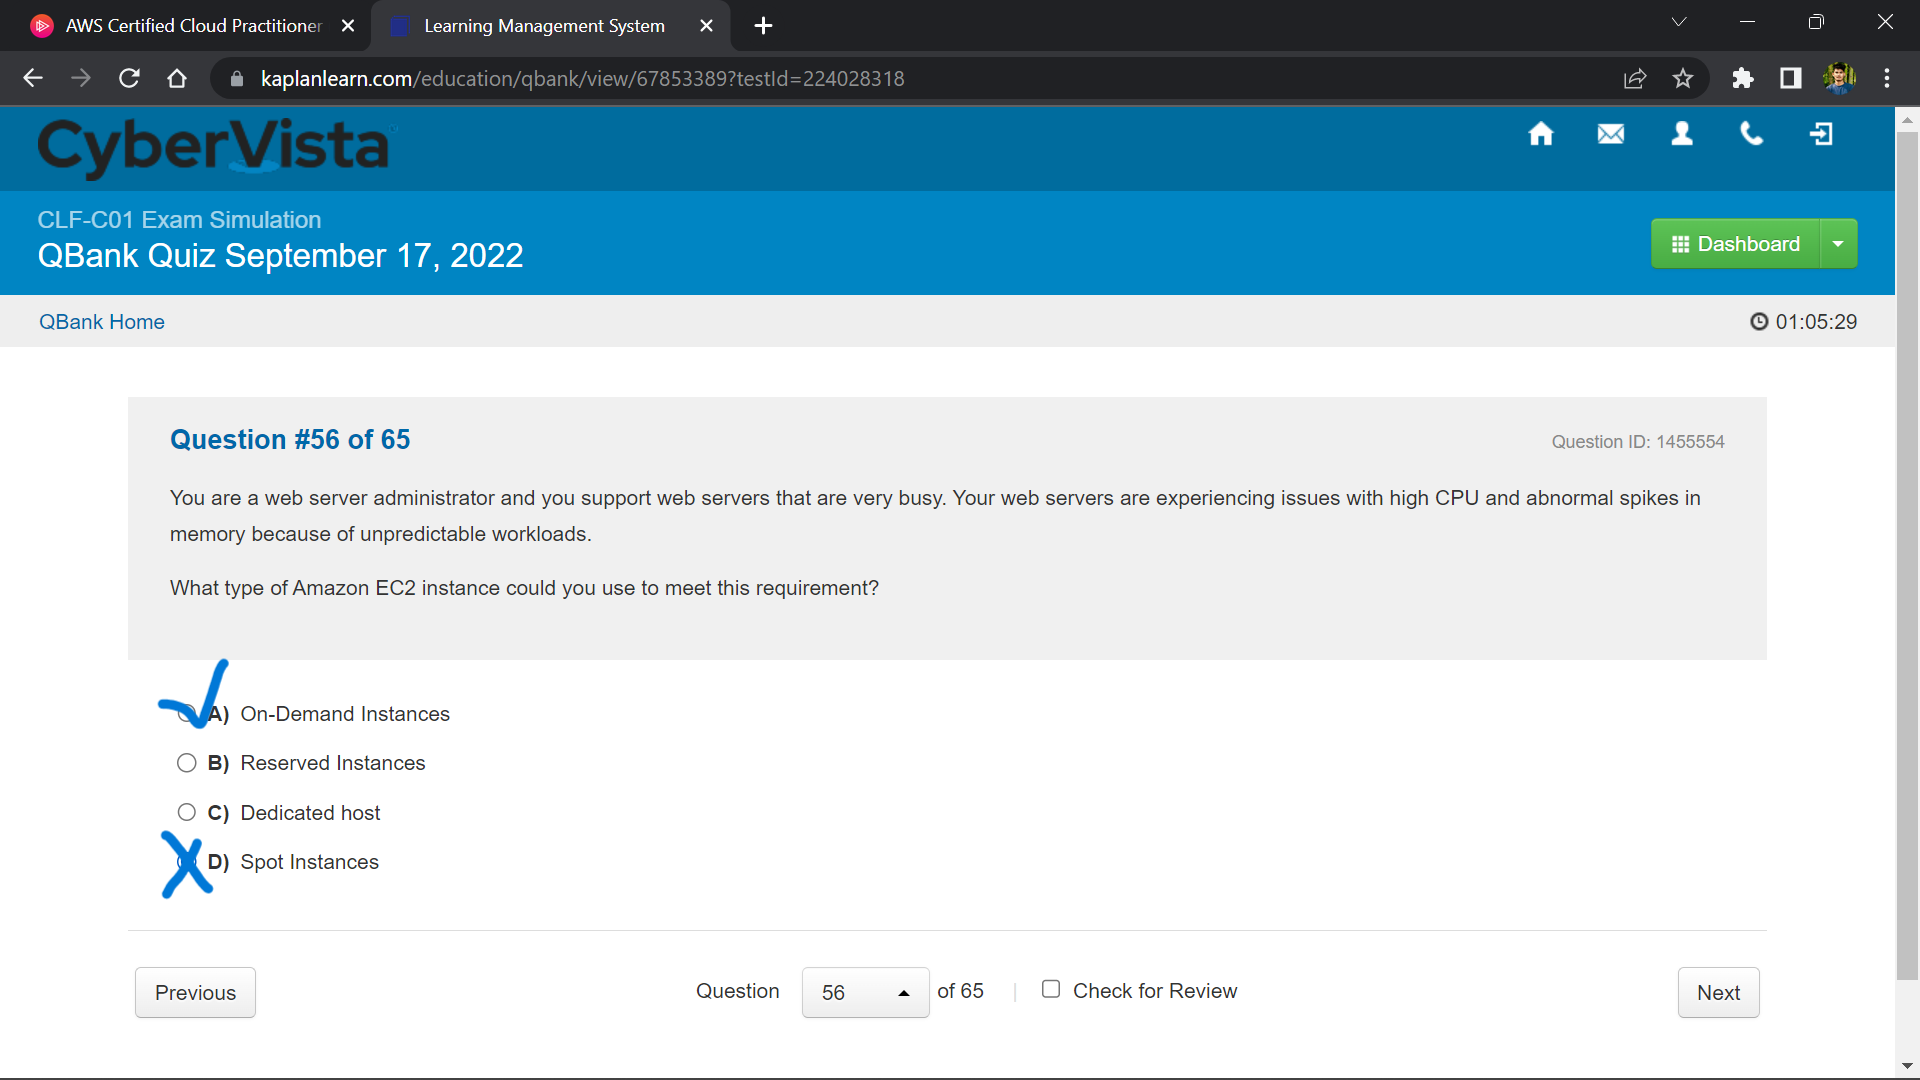 AWS Certified Cloud Practitioner
Learning Management System
kaplanlearn.com/education/qbank/view/67853389?testId=224028318
CyberVista
CLF-C01 Exam Simulation
QBank Quiz September 17, 2022
Dashboard
QBank Home
01:05:29
Question #56 of 65
Question ID: 1455554
You are a web server administrator and you support web servers that are very busy. Your web servers are experiencing issues with high CPU and abnormal spikes in
memory because of unpredictable workloads.
What type of Amazon EC2 instance could you use to meet this requirement?
A) On-Demand Instances
B) Reserved Instances
C) Dedicated host
D) Spot Instances
Previous
Question 56 of 65 | Check for Review
Next